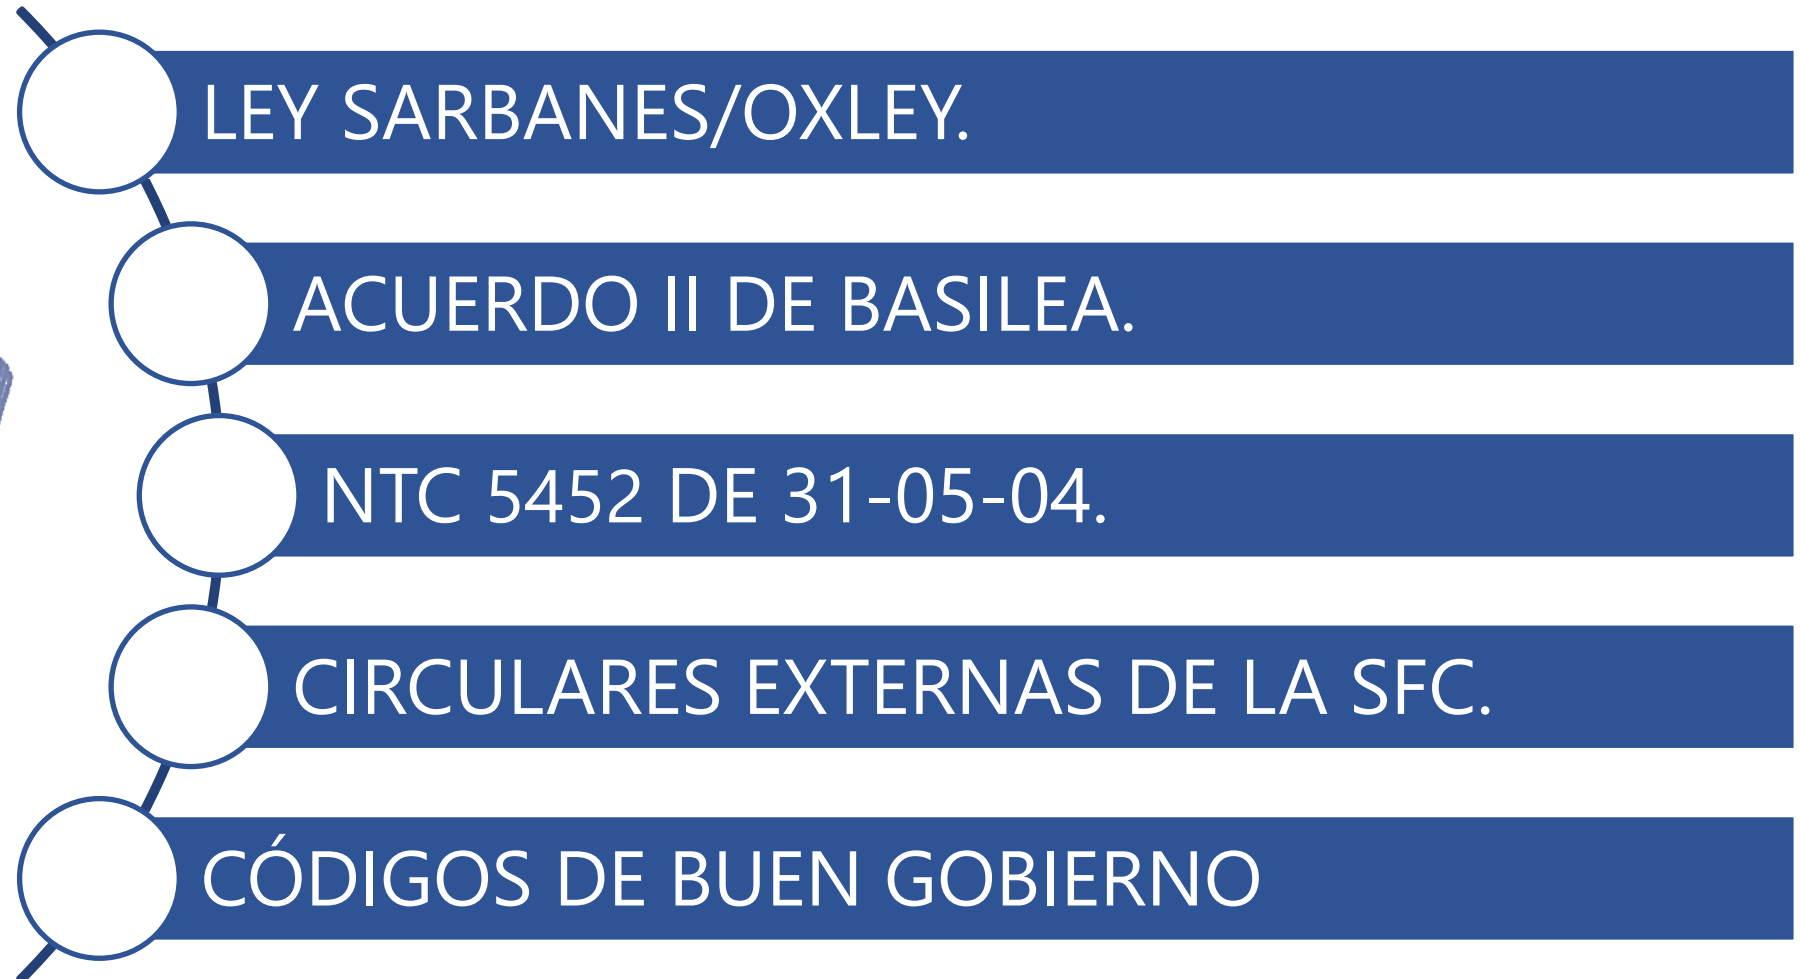 LEY SARBANES/OXLEY.
ACUERDO II DE BASILEA.
NTC 5452 DE 31-05-04.
CIRCULARES EXTERNAS DE LA SFC.
CÓDIGOS DE BUEN GOBIERNO